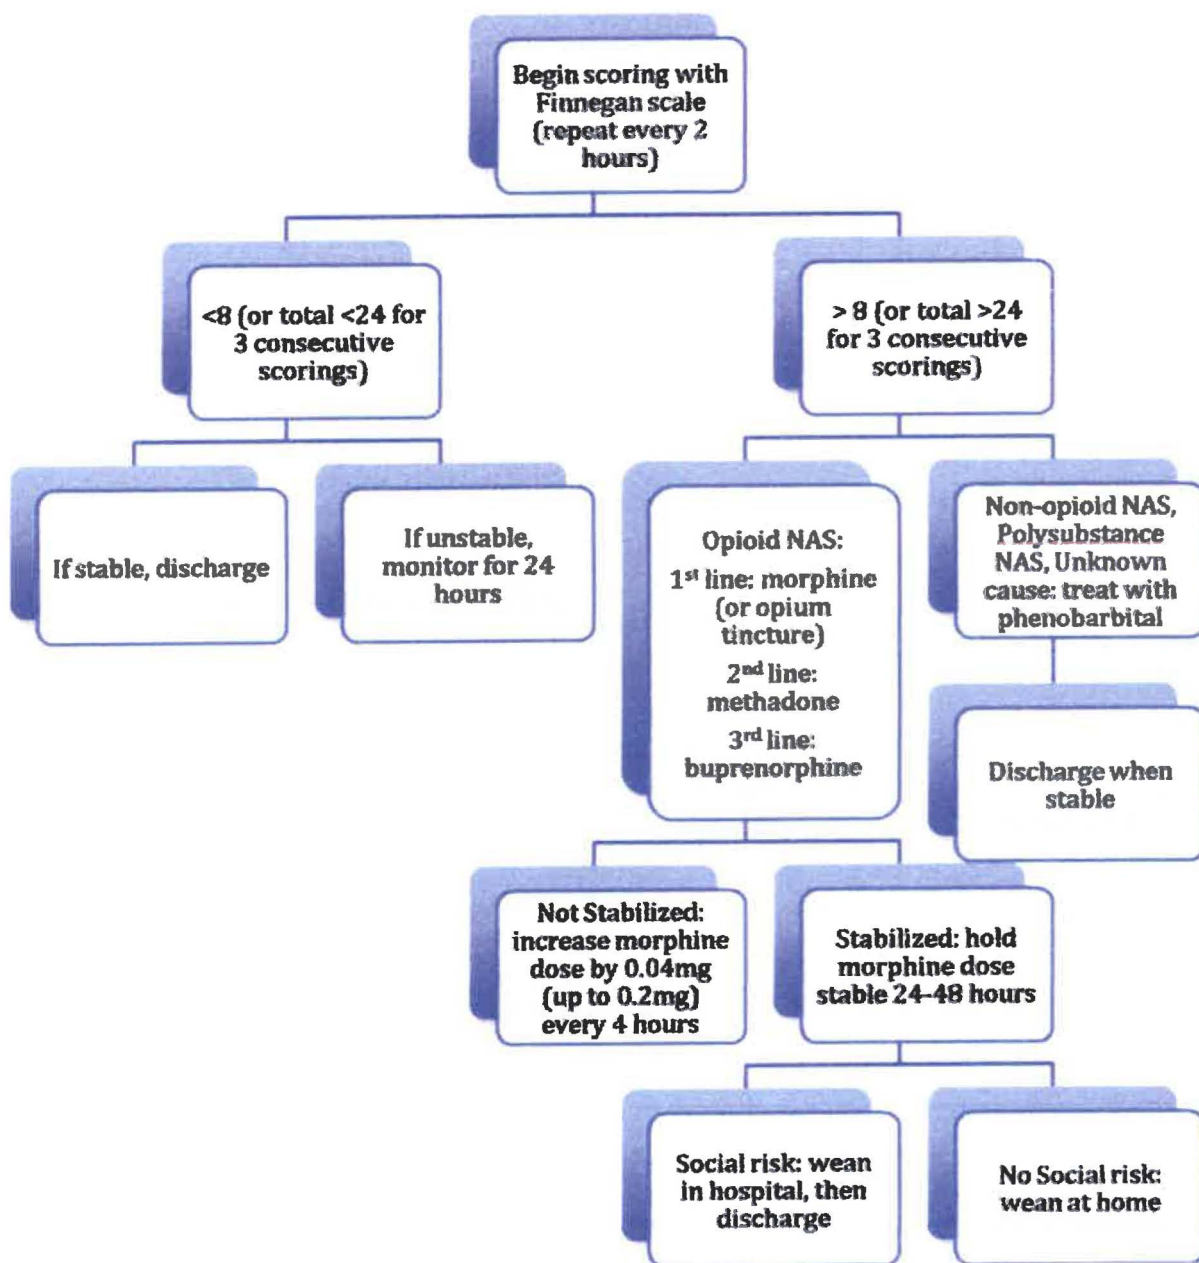 Begin scoring with
Finnegan scale
(repeat every 2
hours)
<8 (or total <24 for
3 consecutive
scorings)
> 8 (or total >24
for 3 consecutive
scorings)
If stable, discharge
If unstable,
monitor for 24
hours
Opioid NAS:
1st line: morphine
(or opium
tincture)
2nd line:
methadone
3rd line:
buprenorphine
Non-opioid NAS,
Polysubstance
NAS, Unknown
cause: treat with
phenobarbital
Discharge when
stable
Not Stabilized:
increase morphine
dose by 0.04mg
(up to 0.2mg)
every 4 hours
Stabilized: hold
morphine dose
stable 24-48 hours
Social risk: wean
in hospital, then
discharge
No Social risk:
wean at home